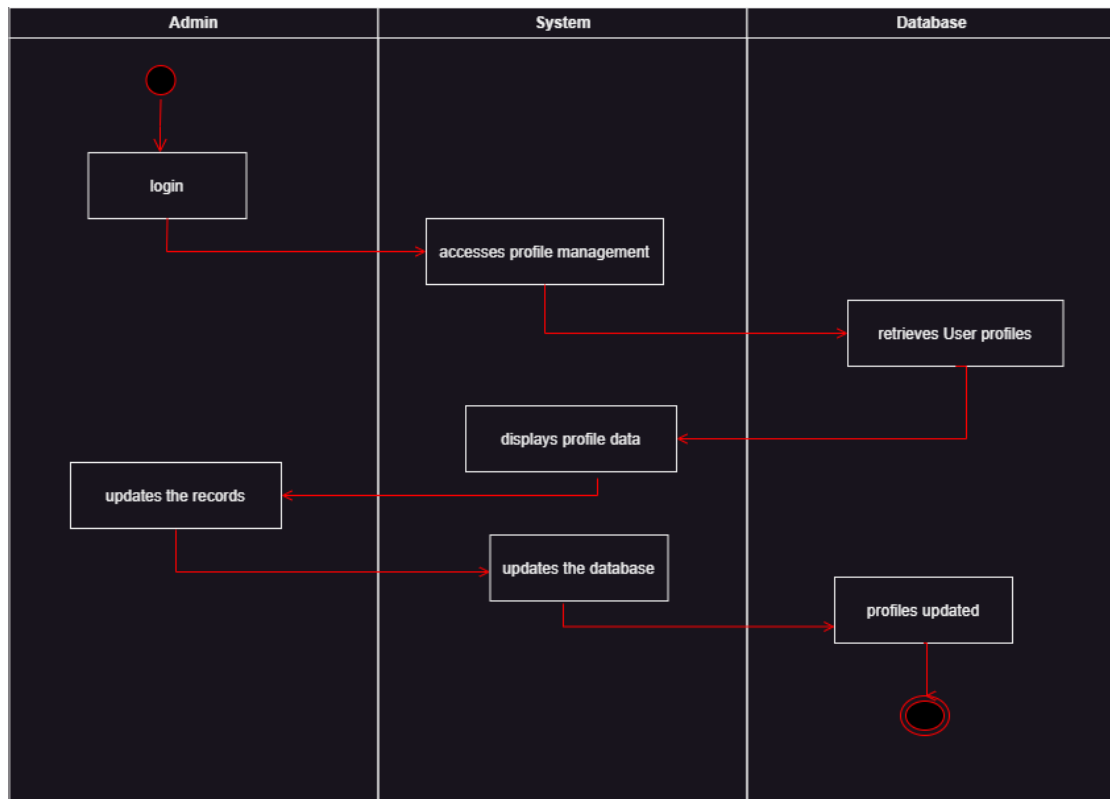 Admin
System
Database
login
accesses profile management
retrieves User profiles
displays profile data
updates the records
updates the database
profiles updated